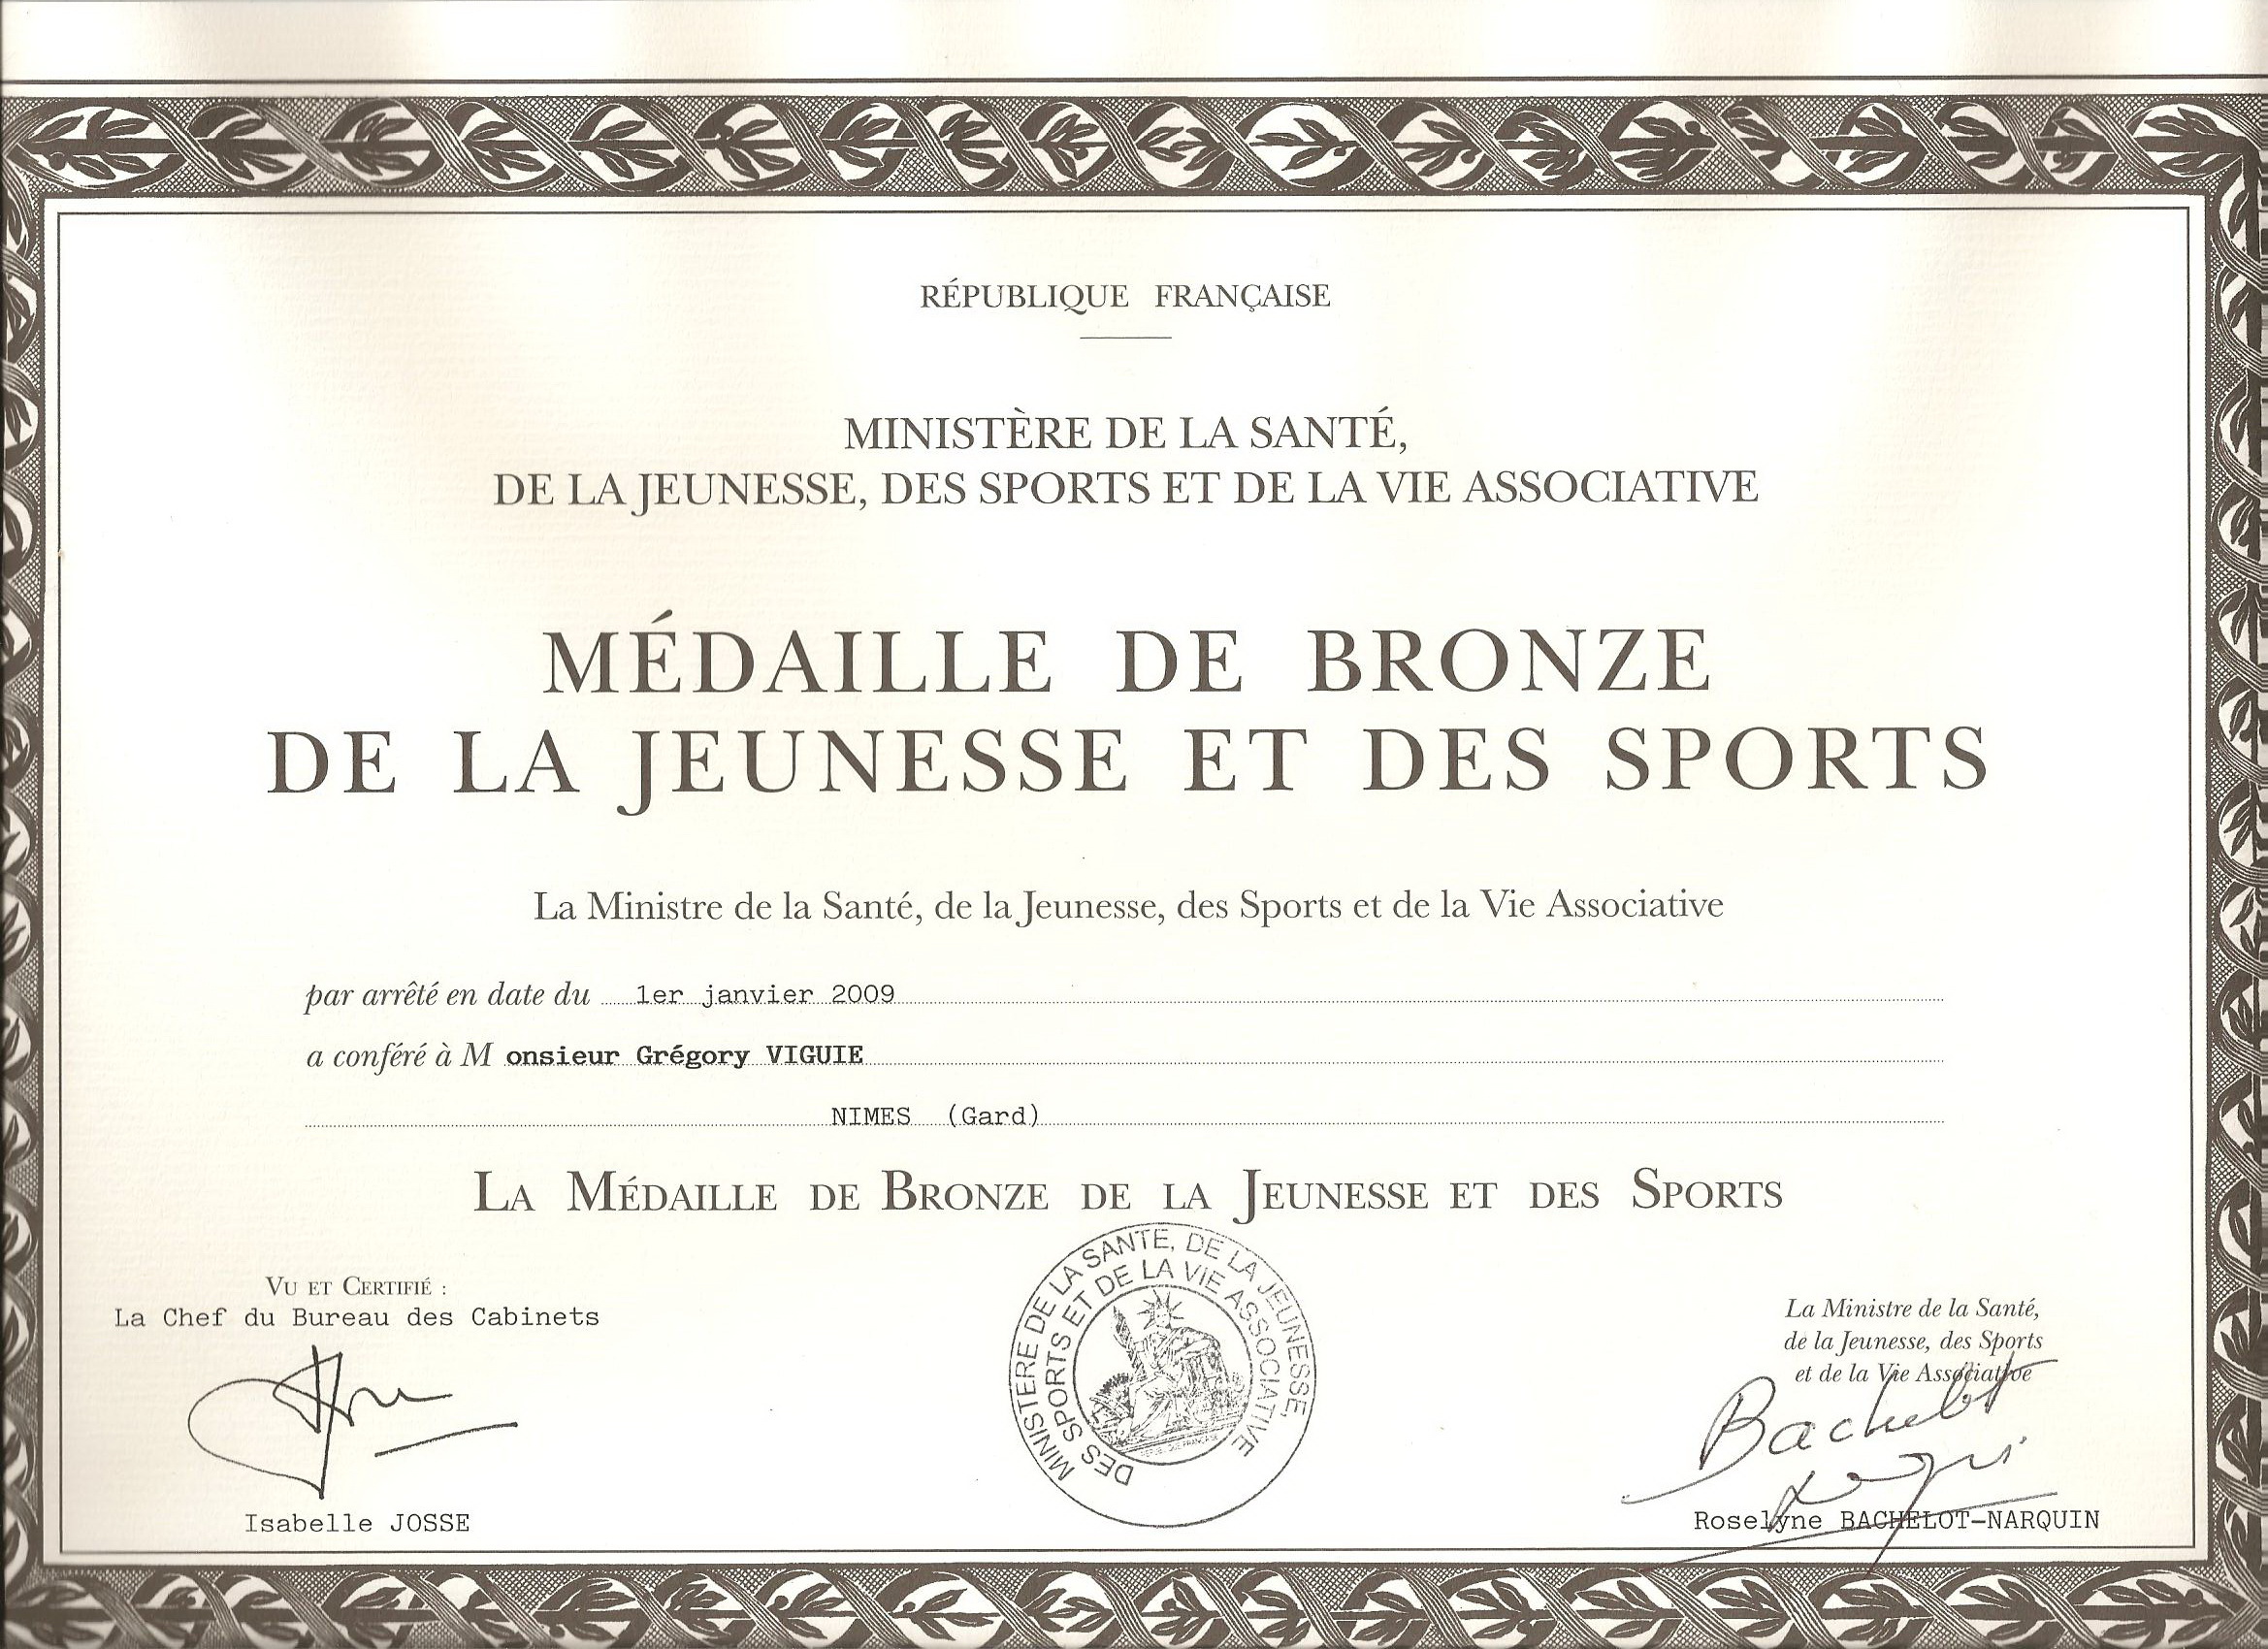 RÉPUBLIQUE FRANÇAISE
MINISTÈRE DE LA SANTÉ,
DE LA JEUNESSE, DES SPORTS ET DE LA VIE ASSOCIATIVE
MÉDAILLE DE BRONZE
DE LA JEUNESSE ET DES SPORTS
La Ministre de la Santé, de la Jeunesse, des Sports et de la Vie Associative
par arrêté en date du 1er janvier 2009
a conféré à M onsieur Grégory VIGUIE
NIMES (Gard)
LA MÉDAILLE DE BRONZE DE LA JEUNESSE ET DES SPORTS
VU ET CERTIFIÉ :
La Chef du Bureau des Cabinets
Isabelle JOSSE
MINISTERE DE LA SANTE, DE LA JEUNESSE,
DES SPORTS ET DE LA VIE ASSOCIATIVE
La Ministre de la Santé,
de la Jeunesse, des Sports
et de la Vie Associative
Bachelot
Roselyne BACHELOT-NARQUIN